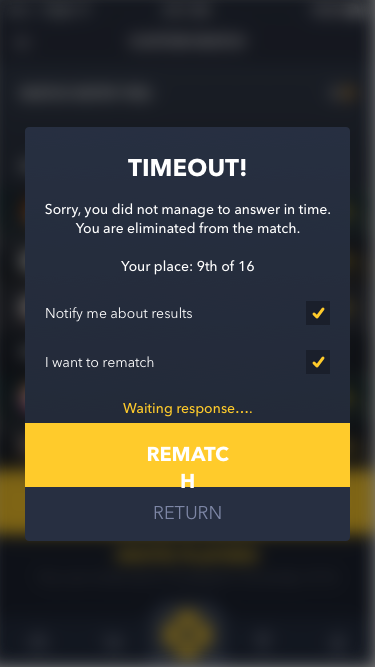 TIMEOUT!
Sorry, you did not manage to answer in time.
You are eliminated from the match.
Your place: 9th of 16
Notify me about results
I want to rematch
Waiting response....
REMATC
H
RETURN